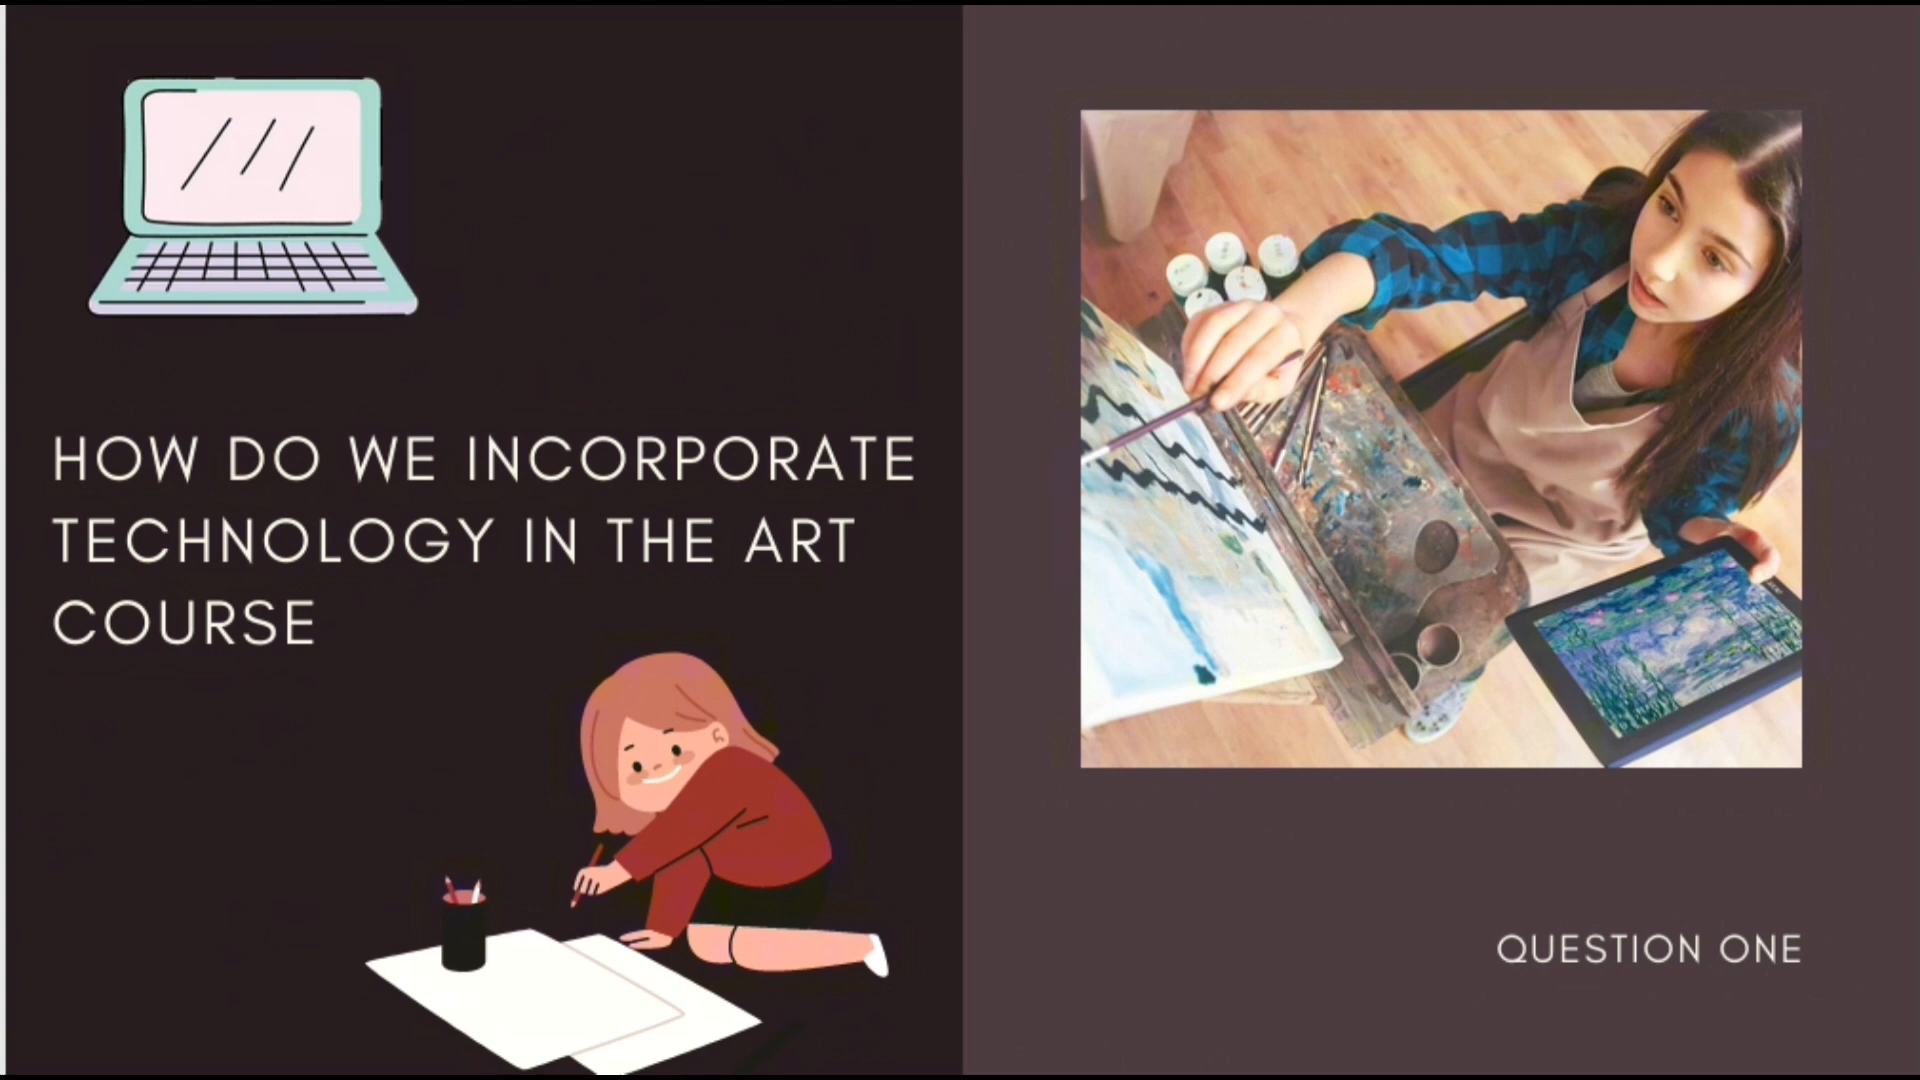 HOW DO WE INCORPORATE
TECHNOLOGY IN THE ART
COURSE
QUESTION ONE